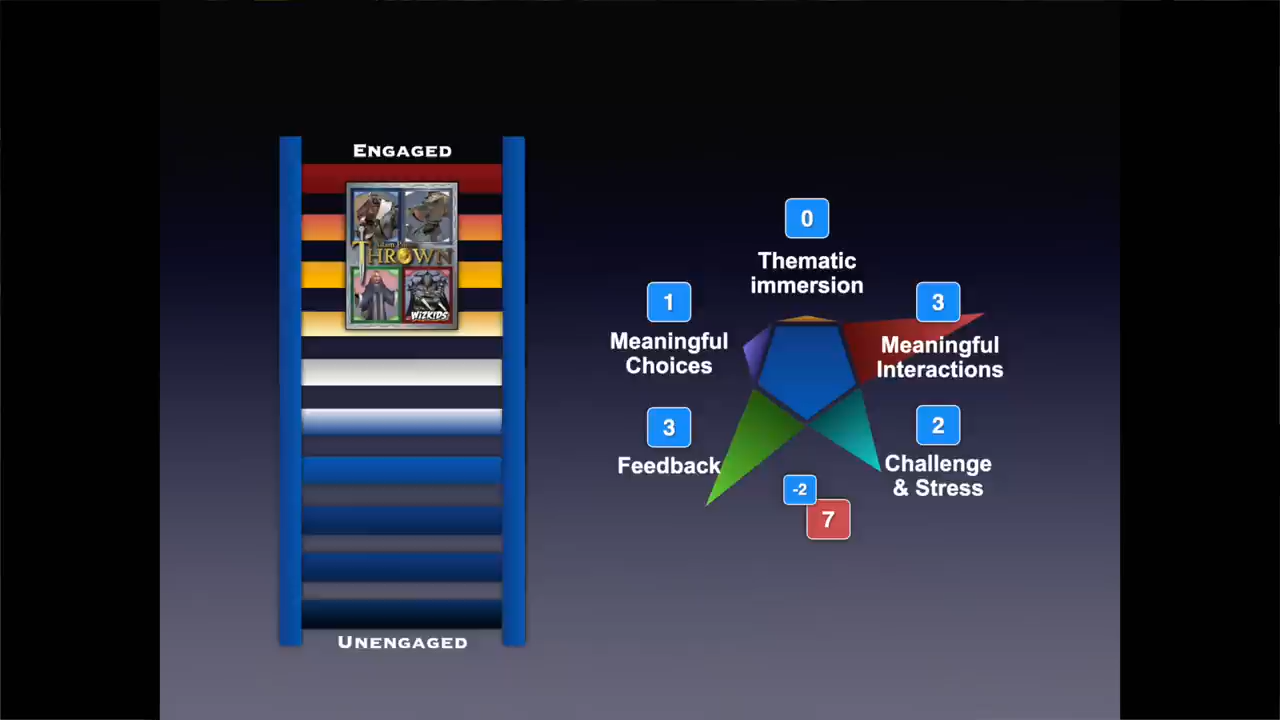 ENGAGED
THROWN
WIZKIDS
UNENGAGED
0
Thematic
immersion
1
Meaningful
Choices
3
Meaningful
Interactions
3
Feedback
2
Challenge
& Stress
-2
7